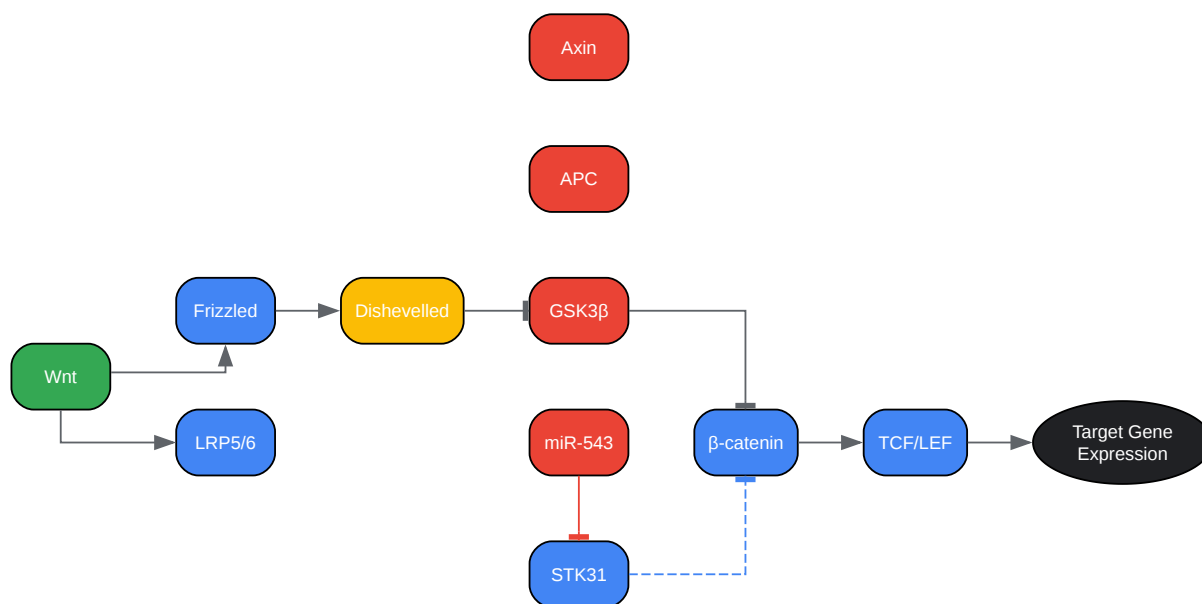 Axin
APC
Frizzled
Dishevelled
GSK3β
Wnt
LRP5/6
miR-543
β-catenin
TCF/LEF
Target Gene
Expression
STK31